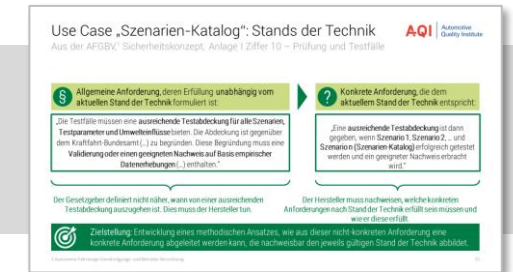 Use Case „Szenarien-Katalog“: Stands der Technik
Aus der AFGBV,¹ Sicherheitskonzept, Anlage I Ziffer 10 – Prüfung und Testfälle
AQI Automotive
Quality Institute
§ Allgemeine Anforderung, deren Erfüllung unabhängig vom
aktuellen Stand der Technik formuliert ist:
„Die Testfälle müssen eine ausreichende Testabdeckung für alle Szenarien,
Testparameter und Umwelteinflüsse bieten. Die Abdeckung ist gegenüber
dem Kraftfahrt-Bundesamt (…) zu begründen. Diese Begründung muss eine
Validierung oder einen geeigneten Nachweis auf Basis empirischer
Datenerhebungen (…) enthalten.“
Der Gesetzgeber definiert nicht näher, wann von einer ausreichenden
Testabdeckung auszugehen ist. Dies muss der Hersteller tun.
? Konkrete Anforderung, die dem
aktuellem Stand der Technik entspricht:
„Eine ausreichende Testabdeckung ist dann
gegeben, wenn Szenario 1, Szenario 2, … und
Szenario n (Szenarien-Katalog) erfolgreich getestet
werden und ein geeigneter Nachweis erbracht
wird.“
Der Hersteller muss nachweisen, welche konkreten
Anforderungen nach Stand der Technik erfüllt sein müssen und
wie er diese erfüllt.
Zielstellung: Entwicklung eines methodischen Ansatzes, wie aus dieser nicht-konkreten Anforderung eine
konkrete Anforderung abgeleitet werden kann, die nachweisbar den jeweils gültigen Stand der Technik abbildet.